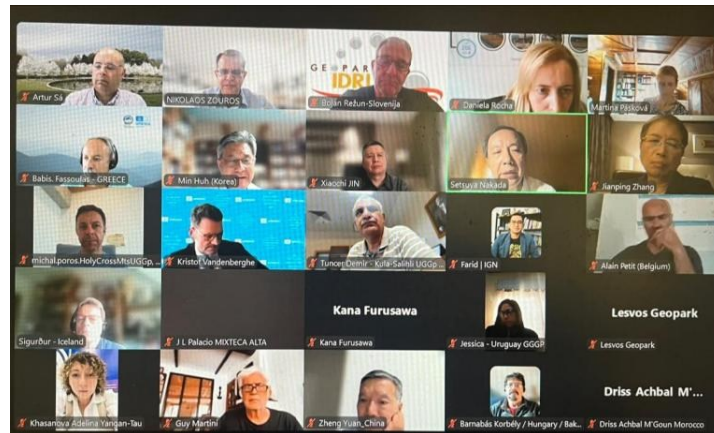 Artur Sá
NIKOLAOS ZOUROS
GEOPAR
IDRI
Bojan Režun-Slovenija
Daniela Rocha
Martina Pásková
Babis. Fassoulas - GREECE
Min Huh (Korea)
Xiaochi JIN
Setsuya Nakada
Jianping Zhang
michal.poros.HolyCrossMtsUGGp, ...
Kristof Vandenberghe
Tuncer Demir - Kula-Salihli UGGp ...
Farid | IGN
Alain Petit (Belgium)
Sigurður - Iceland
J L Palacio MIXTECA ALTA
Kana Furusawa
Kana Furusawa
Jessica - Uruguay GGGP
Lesvos Geopark
Lesvos Geopark
Khasanova Adelina Yangan-Tau
Guy Martini
Zheng Yuan_China
Barnabás Korbély / Hungary / Bak...
Driss Achbal M'...
Driss Achbal M'Goun Morocco